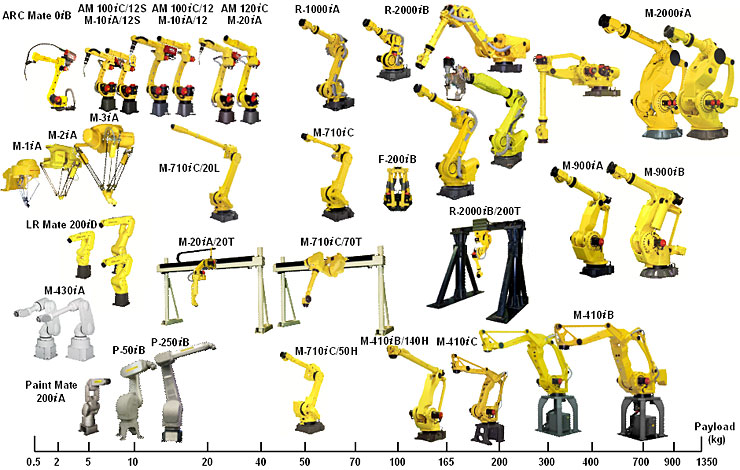 ARC Mate 0iB
AM 100iC/12S
M-10iA/12S
AM 100iC/12
M-10iA/12
AM 120iC
M-20iA
R-1000iA
R-2000iB
M-2000iA
M-1iA
M-2iA
M-3iA
M-710iC/20L
M-710iC
F-200iB
M-900iA
M-900iB
LR Mate 200iD
M-20iA/20T
M-710iC/70T
R-2000iB/200T
M-430iA
P-50iB
P-250iB
Paint Mate
200iA
M-710iC/50H
M-410iB/140H
M-410iC
M-410iB
Payload
(kg)
0.5 2 5 10 20 40 50 70 100 165 200 300 400 700 900 1350